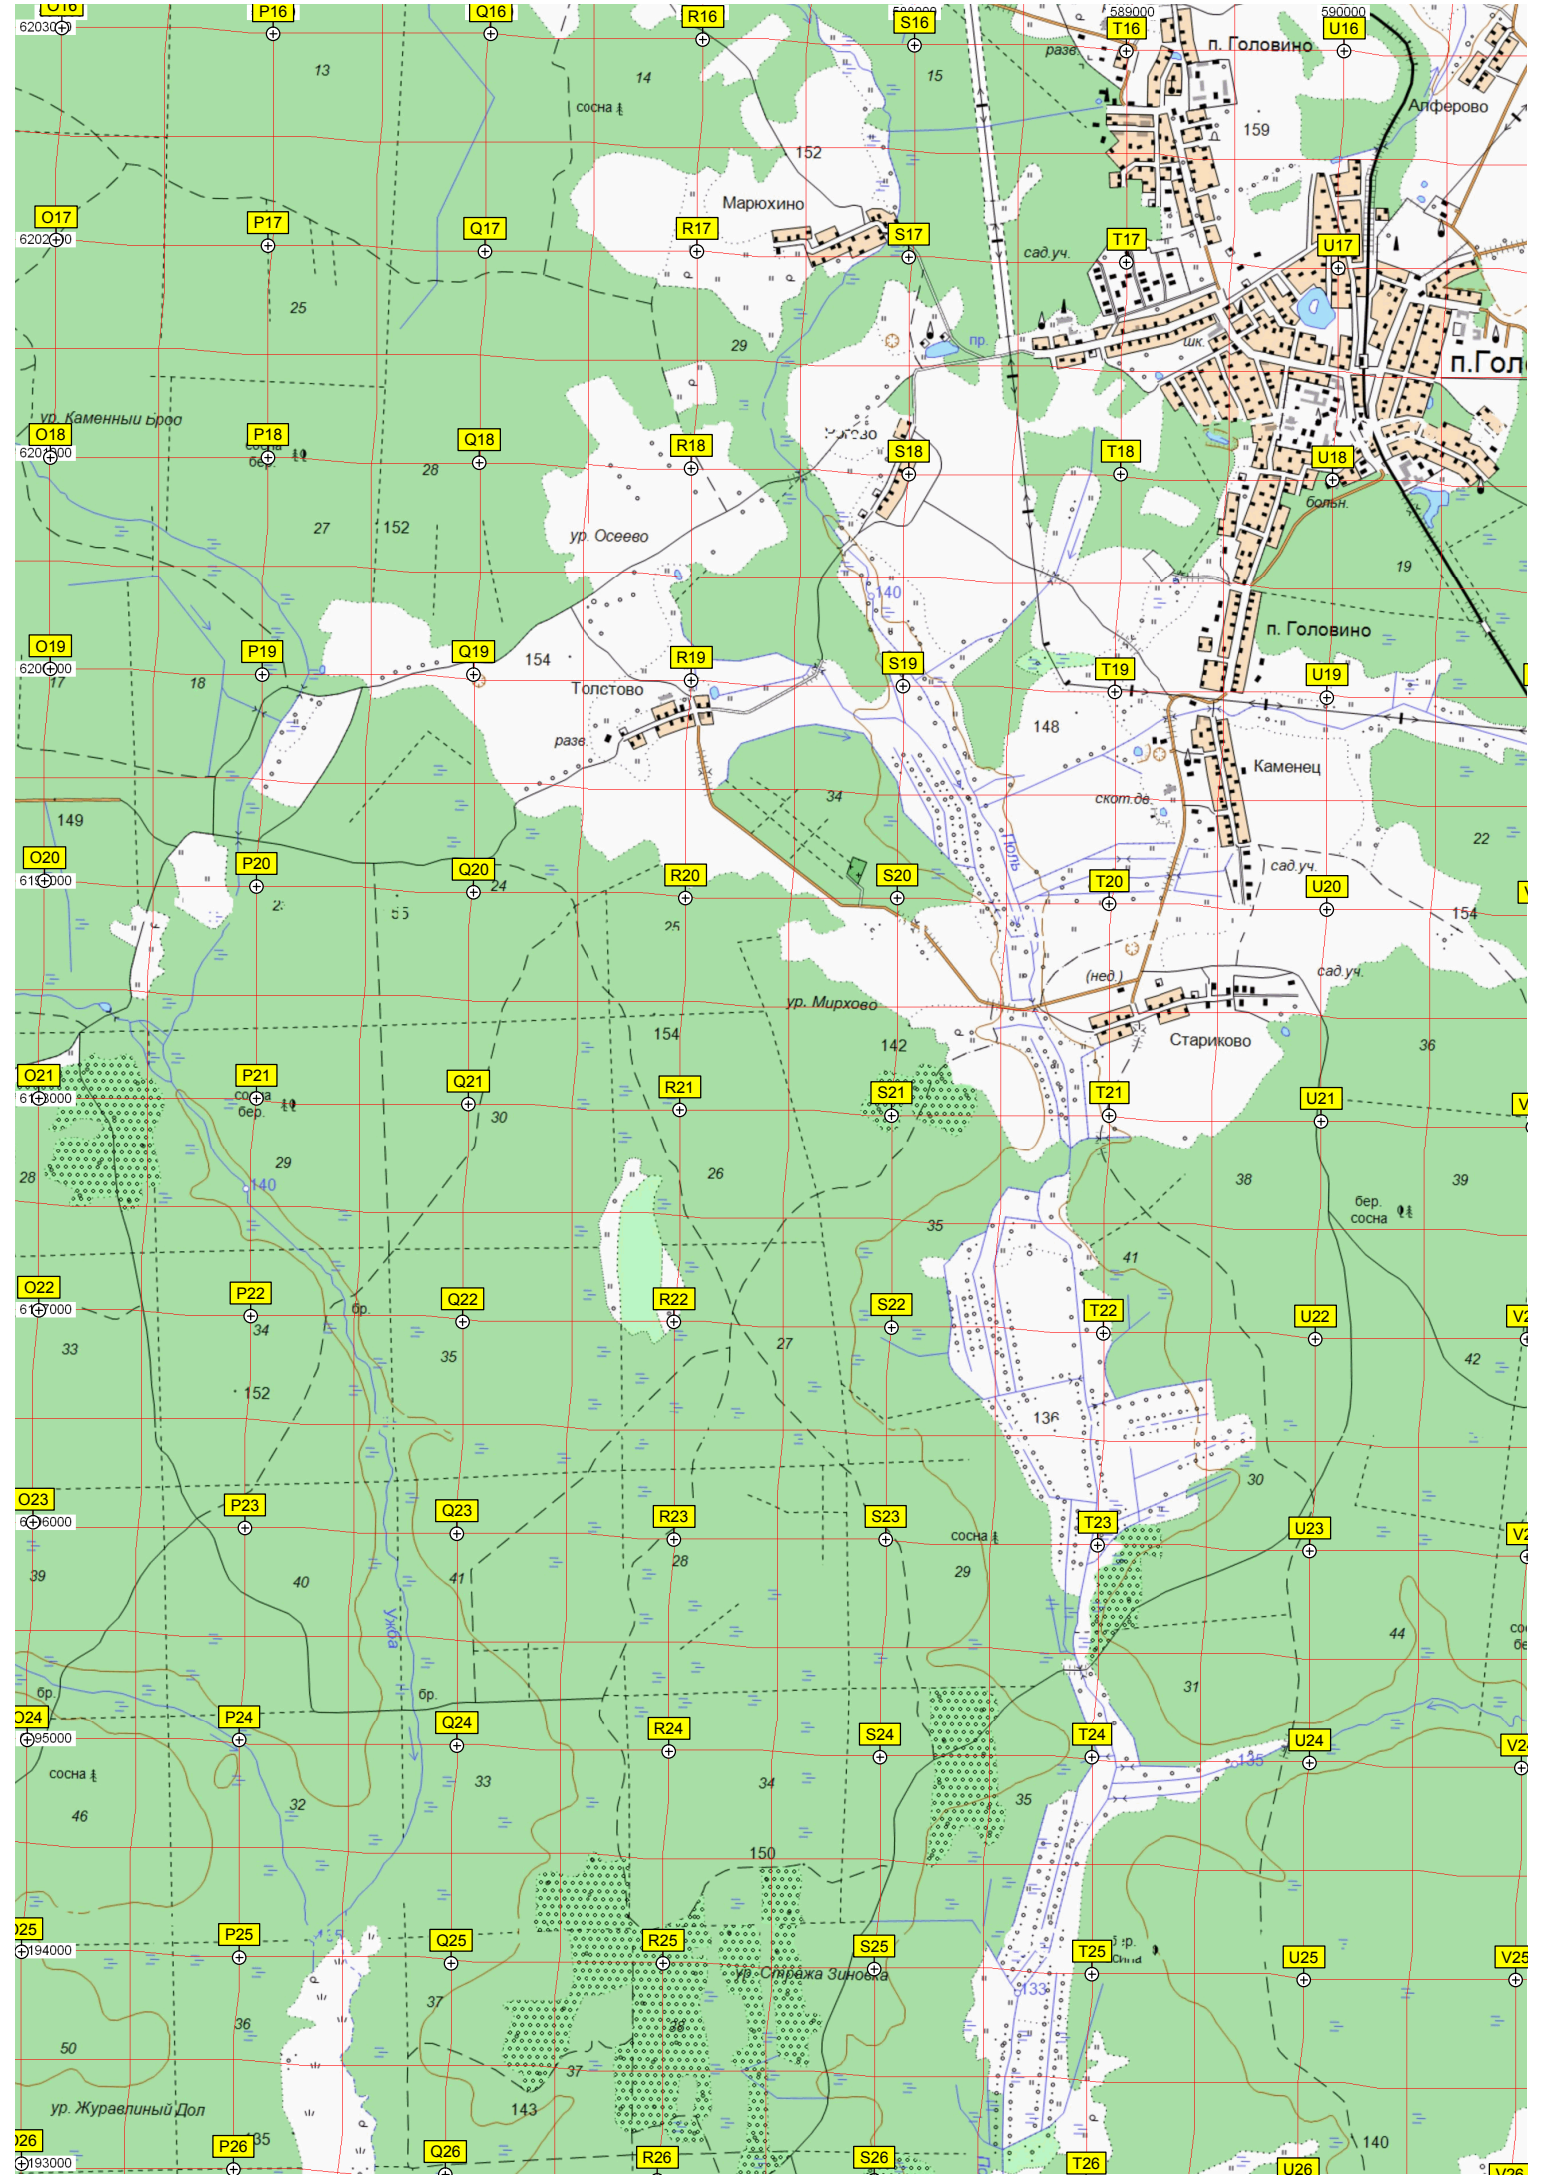 O16 P16 Q16 R16 S16 T16 U16
588000 589000 590000
п. Головино
разв.
13 14 15
сосна
Алферово
159
152
Марюхино
O17 P17 Q17 R17 S17 T17 U17
сад.уч.
25
29
пр.
шк.
ур. Каменный Брод
O18 P18 Q18 R18 S18 T18 U18
бер.
28
больн.
27 152
ур. Осеево
19
140
п. Головино
O19 P19 Q19 R19 S19 T19 U19
17 18
154
Толстово
148
разв.
Каменец
34
скот.дв.
149
22
O20 P20 Q20 R20 S20 T20 U20
24
сад.уч.
25
154
(нед.)
сад.уч.
ур. Мирхово
154
142
Стариково
36
O21 P21 Q21 R21 S21 T21 U21
бер.
30
29
28
26
38
39
140
бер.
сосна
35
41
O22 P22 Q22 R22 S22 T22 U22
бр.
34
33
35
27
42
152
136
30
O23 P23 Q23 R23 S23 T23 U23
сосна
28
29
39
40
41
Ужба
44
31
бр.
бр.
O24 P24 Q24 R24 S24 T24 U24
135
сосна
33
34
32
46
35
150
P25 Q25 R25 S25 T25 U25 V25
194000
ур. Стража Зиновка
133
37
36
38
50
37
ур. Журавлиный Дол
143
135
140
P26 Q26 R26 S26 T26 U26
193000